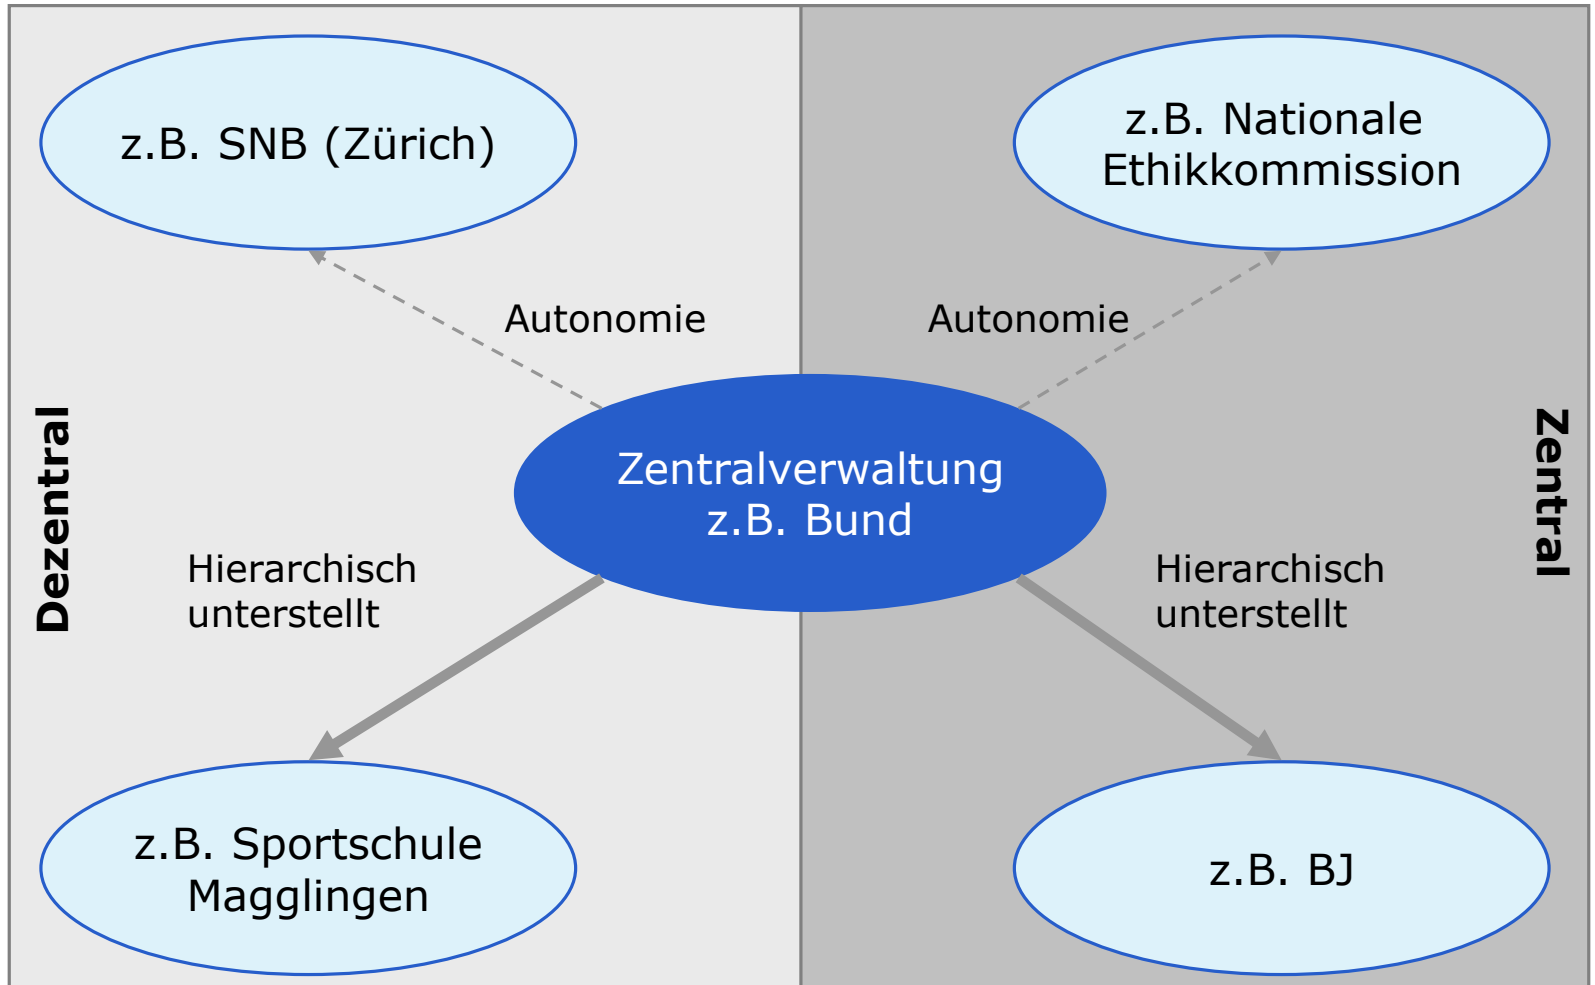 z.B. SNB (Zürich)
z.B. Nationale
Ethikkommission
Autonomie
Autonomie
Dezentral
Zentralverwaltung
z.B. Bund
Zentral
Hierarchisch
unterstellt
Hierarchisch
unterstellt
z.B. Sportschule
Magglingen
z.B. BJ